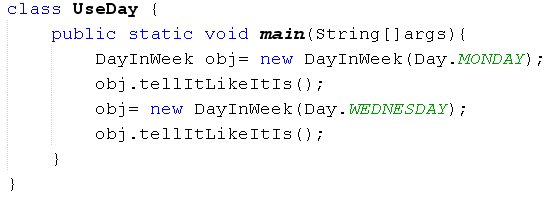 class UseDay {
    public static void main(String[]args){
        DayInWeek obj= new DayInWeek(Day.MONDAY);
        obj.tellItLikeItIs();
        obj= new DayInWeek(Day.WEDNESDAY);
        obj.tellItLikeItIs();
    }
}